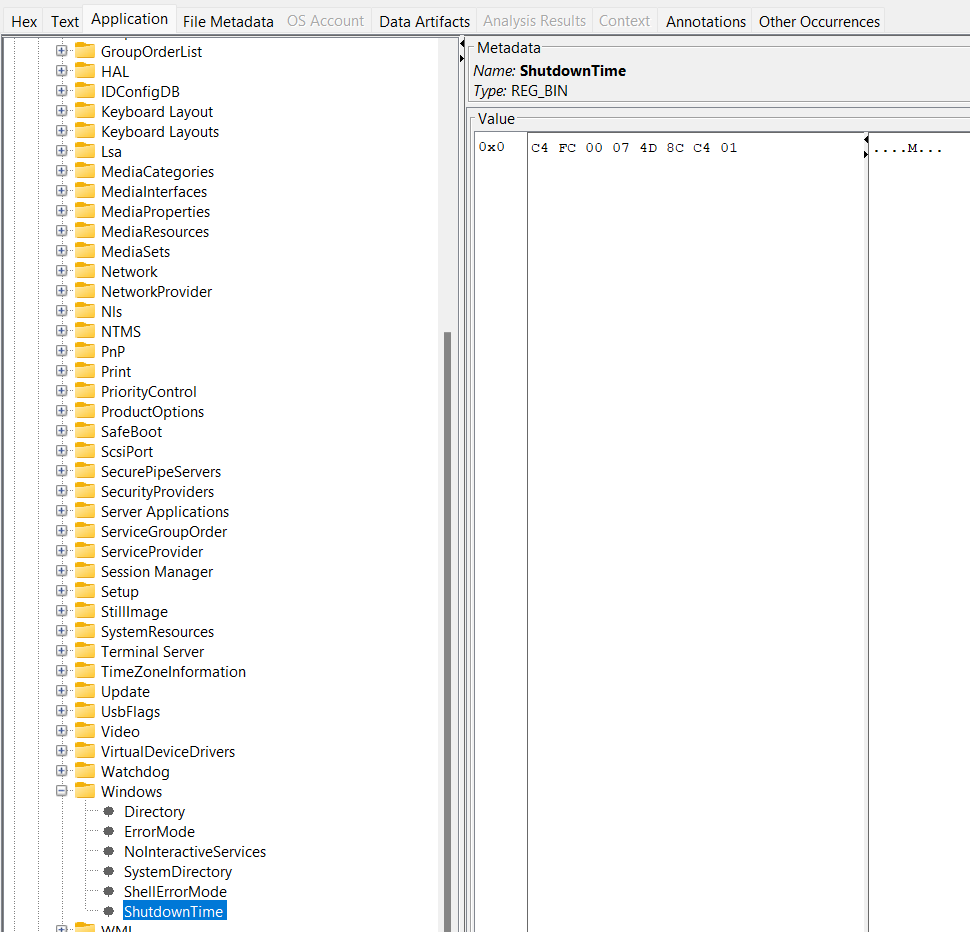 Hex Text Application File Metadata OS Account Data Artifacts Analysis Results Context Annotations Other Occurrences
GroupOrderList
HAL
IDConfigDB
Keyboard Layout
Keyboard Layouts
Lsa
MediaCategories
MediaInterfaces
MediaProperties
MediaResources
MediaSets
Network
NetworkProvider
Nls
NTMS
PnP
Print
PriorityControl
ProductOptions
SafeBoot
ScsiPort
SecurePipeServers
SecurityProviders
Server Applications
ServiceGroupOrder
ServiceProvider
Session Manager
Setup
StillImage
SystemResources
Terminal Server
TimeZoneInformation
Update
UsbFlags
Video
VirtualDeviceDrivers
Watchdog
Windows
Directory
ErrorMode
NoInteractiveServices
SystemDirectory
ShellErrorMode
ShutdownTime
WMI
Metadata
Name: ShutdownTime
Type: REG_BIN
Value
0x0 C4 FC 00 07 4D 8C C4 01 ....M...